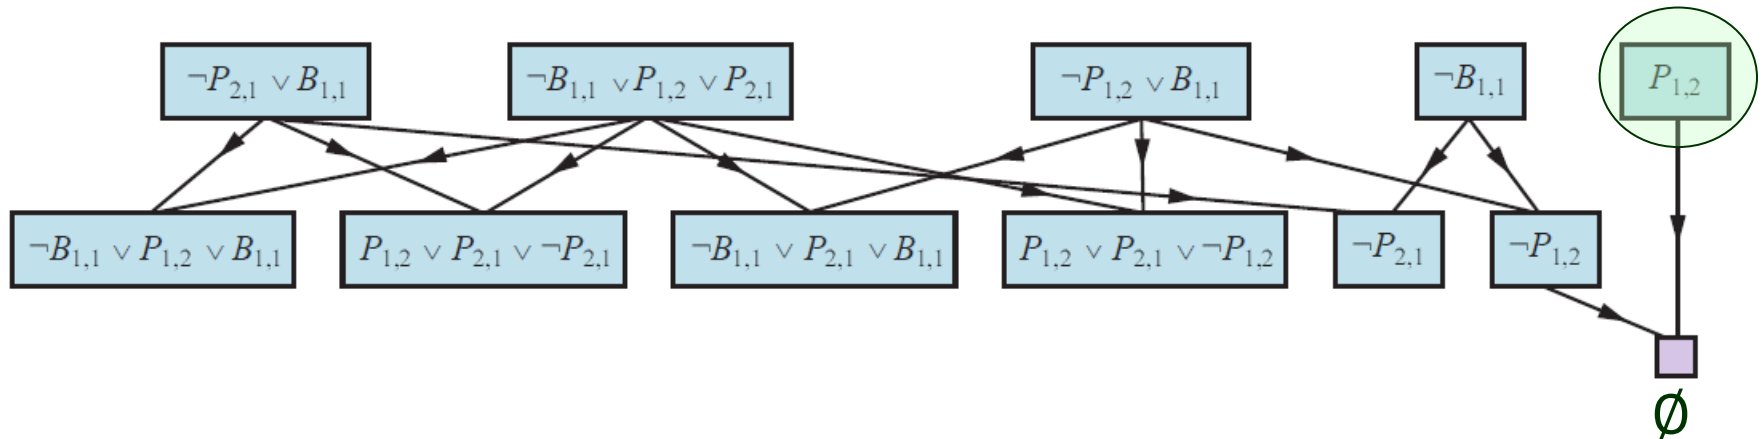 ¬P2,1 ∨ B1,1 ¬B1,1 ∨ P1,2 ∨ P2,1 ¬P1,2 ∨ B1,1 ¬B1,1 P1,2
¬B1,1 ∨ P1,2 ∨ B1,1 P1,2 ∨ P2,1 ∨ ¬P2,1 ¬B1,1 ∨ P2,1 ∨ B1,1 P1,2 ∨ P2,1 ∨ ¬P1,2 ¬P2,1 ¬P1,2
Ø